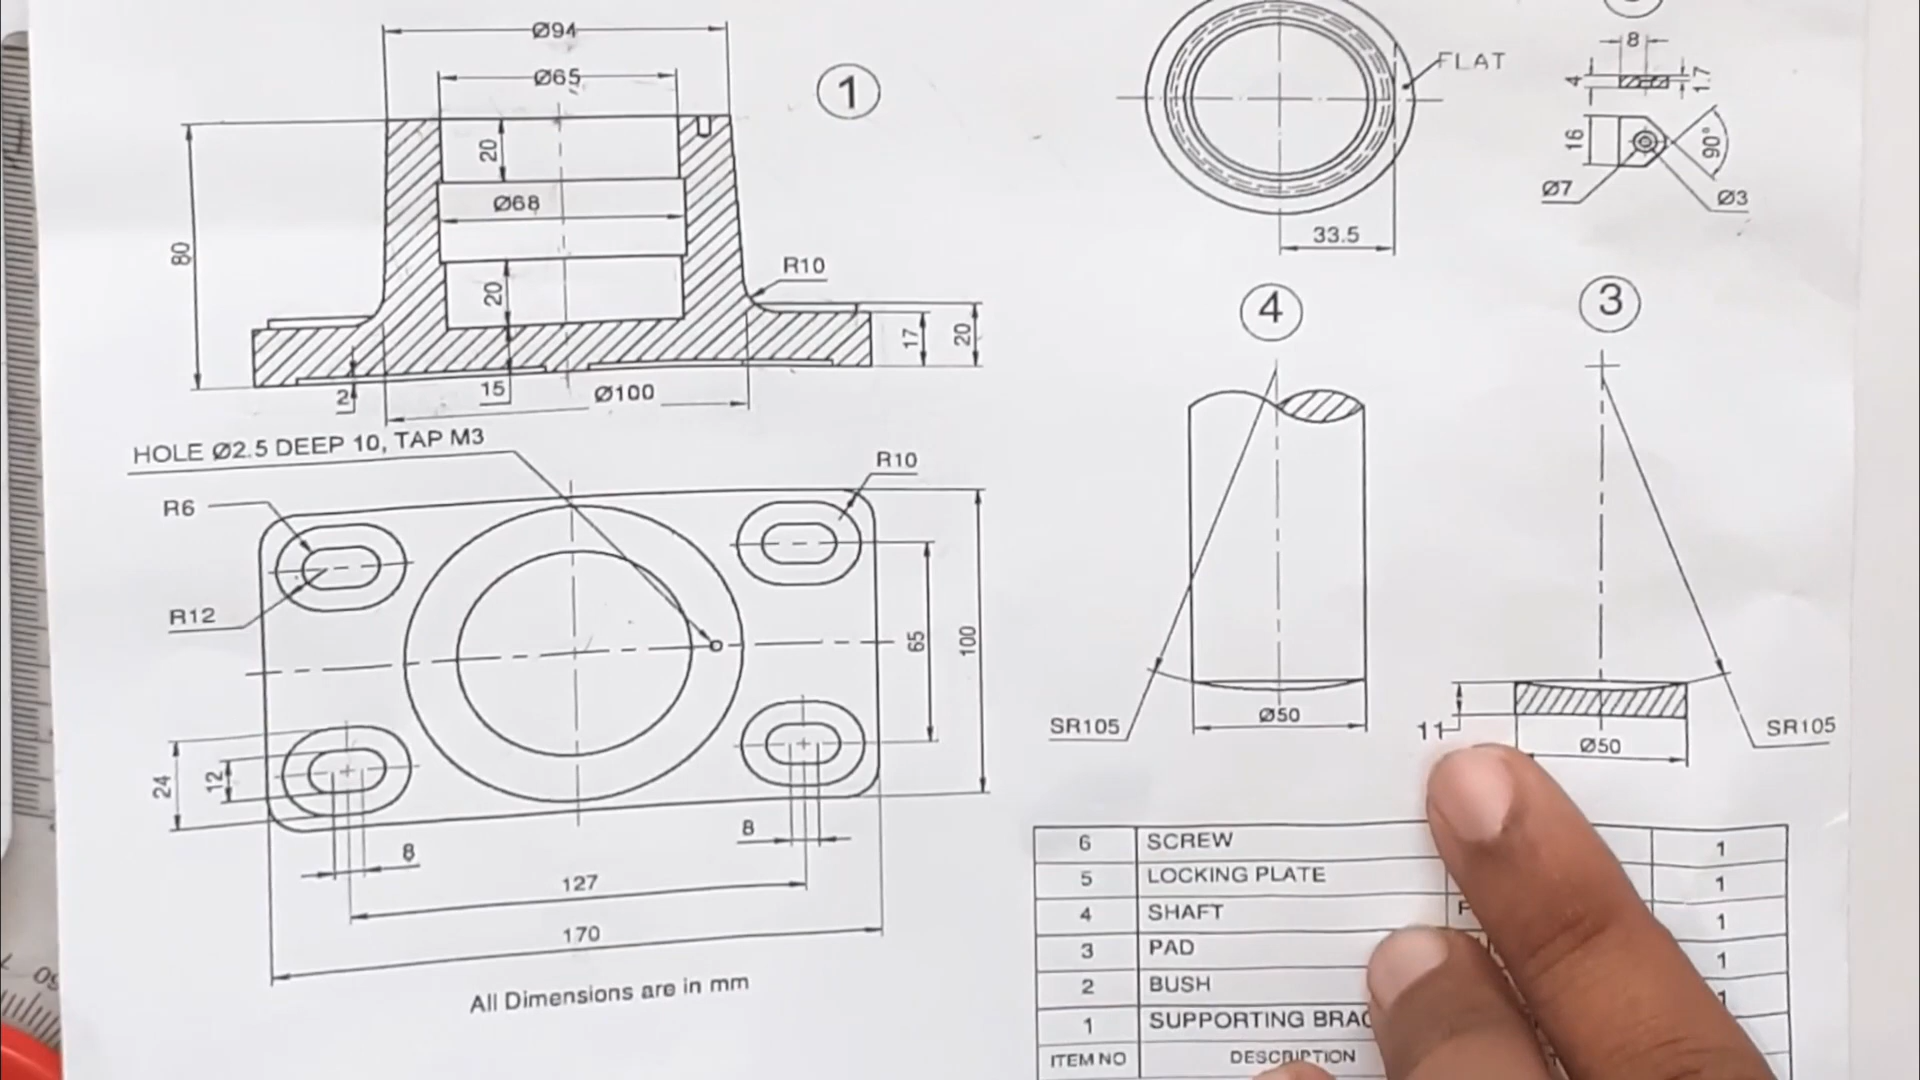 Ø94
Ø65
1
20
Ø68
80
20
R10
17
20
2
15
Ø100
HOLE Ø2.5 DEEP 10, TAP M3
R6
R10
R12
65
100
24
12
8
8
127
170
All Dimensions are in mm
FLAT
33.5
8
4
1.7
16
90°
Ø7
Ø3
4
3
SR105
Ø50
11
Ø50
SR105
6 SCREW 1
5 LOCKING PLATE 1
4 SHAFT 1
3 PAD 1
2 BUSH 1
1 SUPPORTING
ITEM NO DESCRIPTION